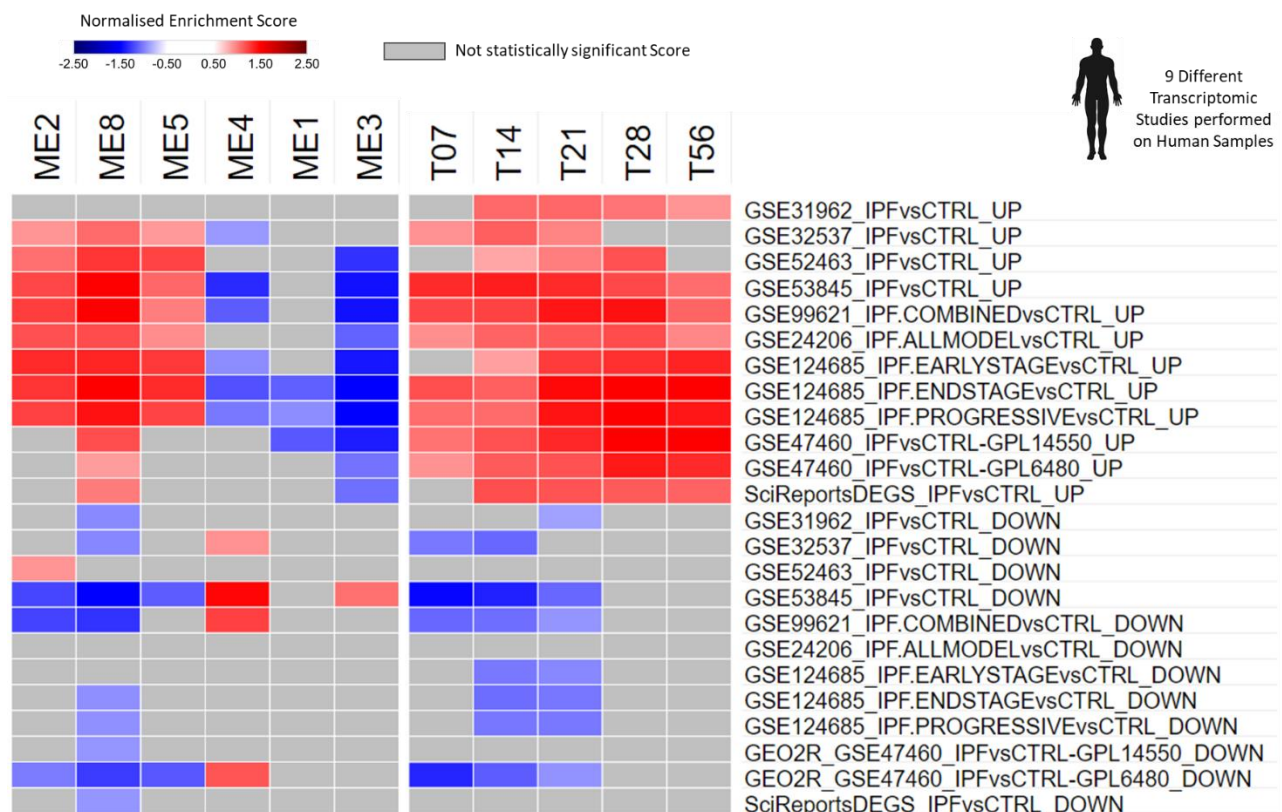 Normalised Enrichment Score
-2.50 -1.50 -0.50 0.50 1.50 2.50
Not statistically significant Score
9 Different
Transcriptomic
Studies performed
on Human Samples
ME2 ME8 ME5 ME4 ME1 ME3 T07 T14 T21 T28 T56
GSE31962_IPFvsCTRL_UP
GSE32537_IPFvsCTRL_UP
GSE52463_IPFvsCTRL_UP
GSE53845_IPFvsCTRL_UP
GSE99621_IPF.COMBINEDvsCTRL_UP
GSE24206_IPF.ALLMODELvsCTRL_UP
GSE124685_IPF.EARLYSTAGEvsCTRL_UP
GSE124685_IPF.ENDSTAGEvsCTRL_UP
GSE124685_IPF.PROGRESSIVEvsCTRL_UP
GSE47460_IPFvsCTRL-GPL14550_UP
GSE47460_IPFvsCTRL-GPL6480_UP
SciReportsDEGS_IPFvsCTRL_UP
GSE31962_IPFvsCTRL_DOWN
GSE32537_IPFvsCTRL_DOWN
GSE52463_IPFvsCTRL_DOWN
GSE53845_IPFvsCTRL_DOWN
GSE99621_IPF.COMBINEDvsCTRL_DOWN
GSE24206_IPF.ALLMODELvsCTRL_DOWN
GSE124685_IPF.EARLYSTAGEvsCTRL_DOWN
GSE124685_IPF.ENDSTAGEvsCTRL_DOWN
GSE124685_IPF.PROGRESSIVEvsCTRL_DOWN
GEO2R_GSE47460_IPFvsCTRL-GPL14550_DOWN
GEO2R_GSE47460_IPFvsCTRL-GPL6480_DOWN
SciReportsDEGS_IPFvsCTRL_DOWN